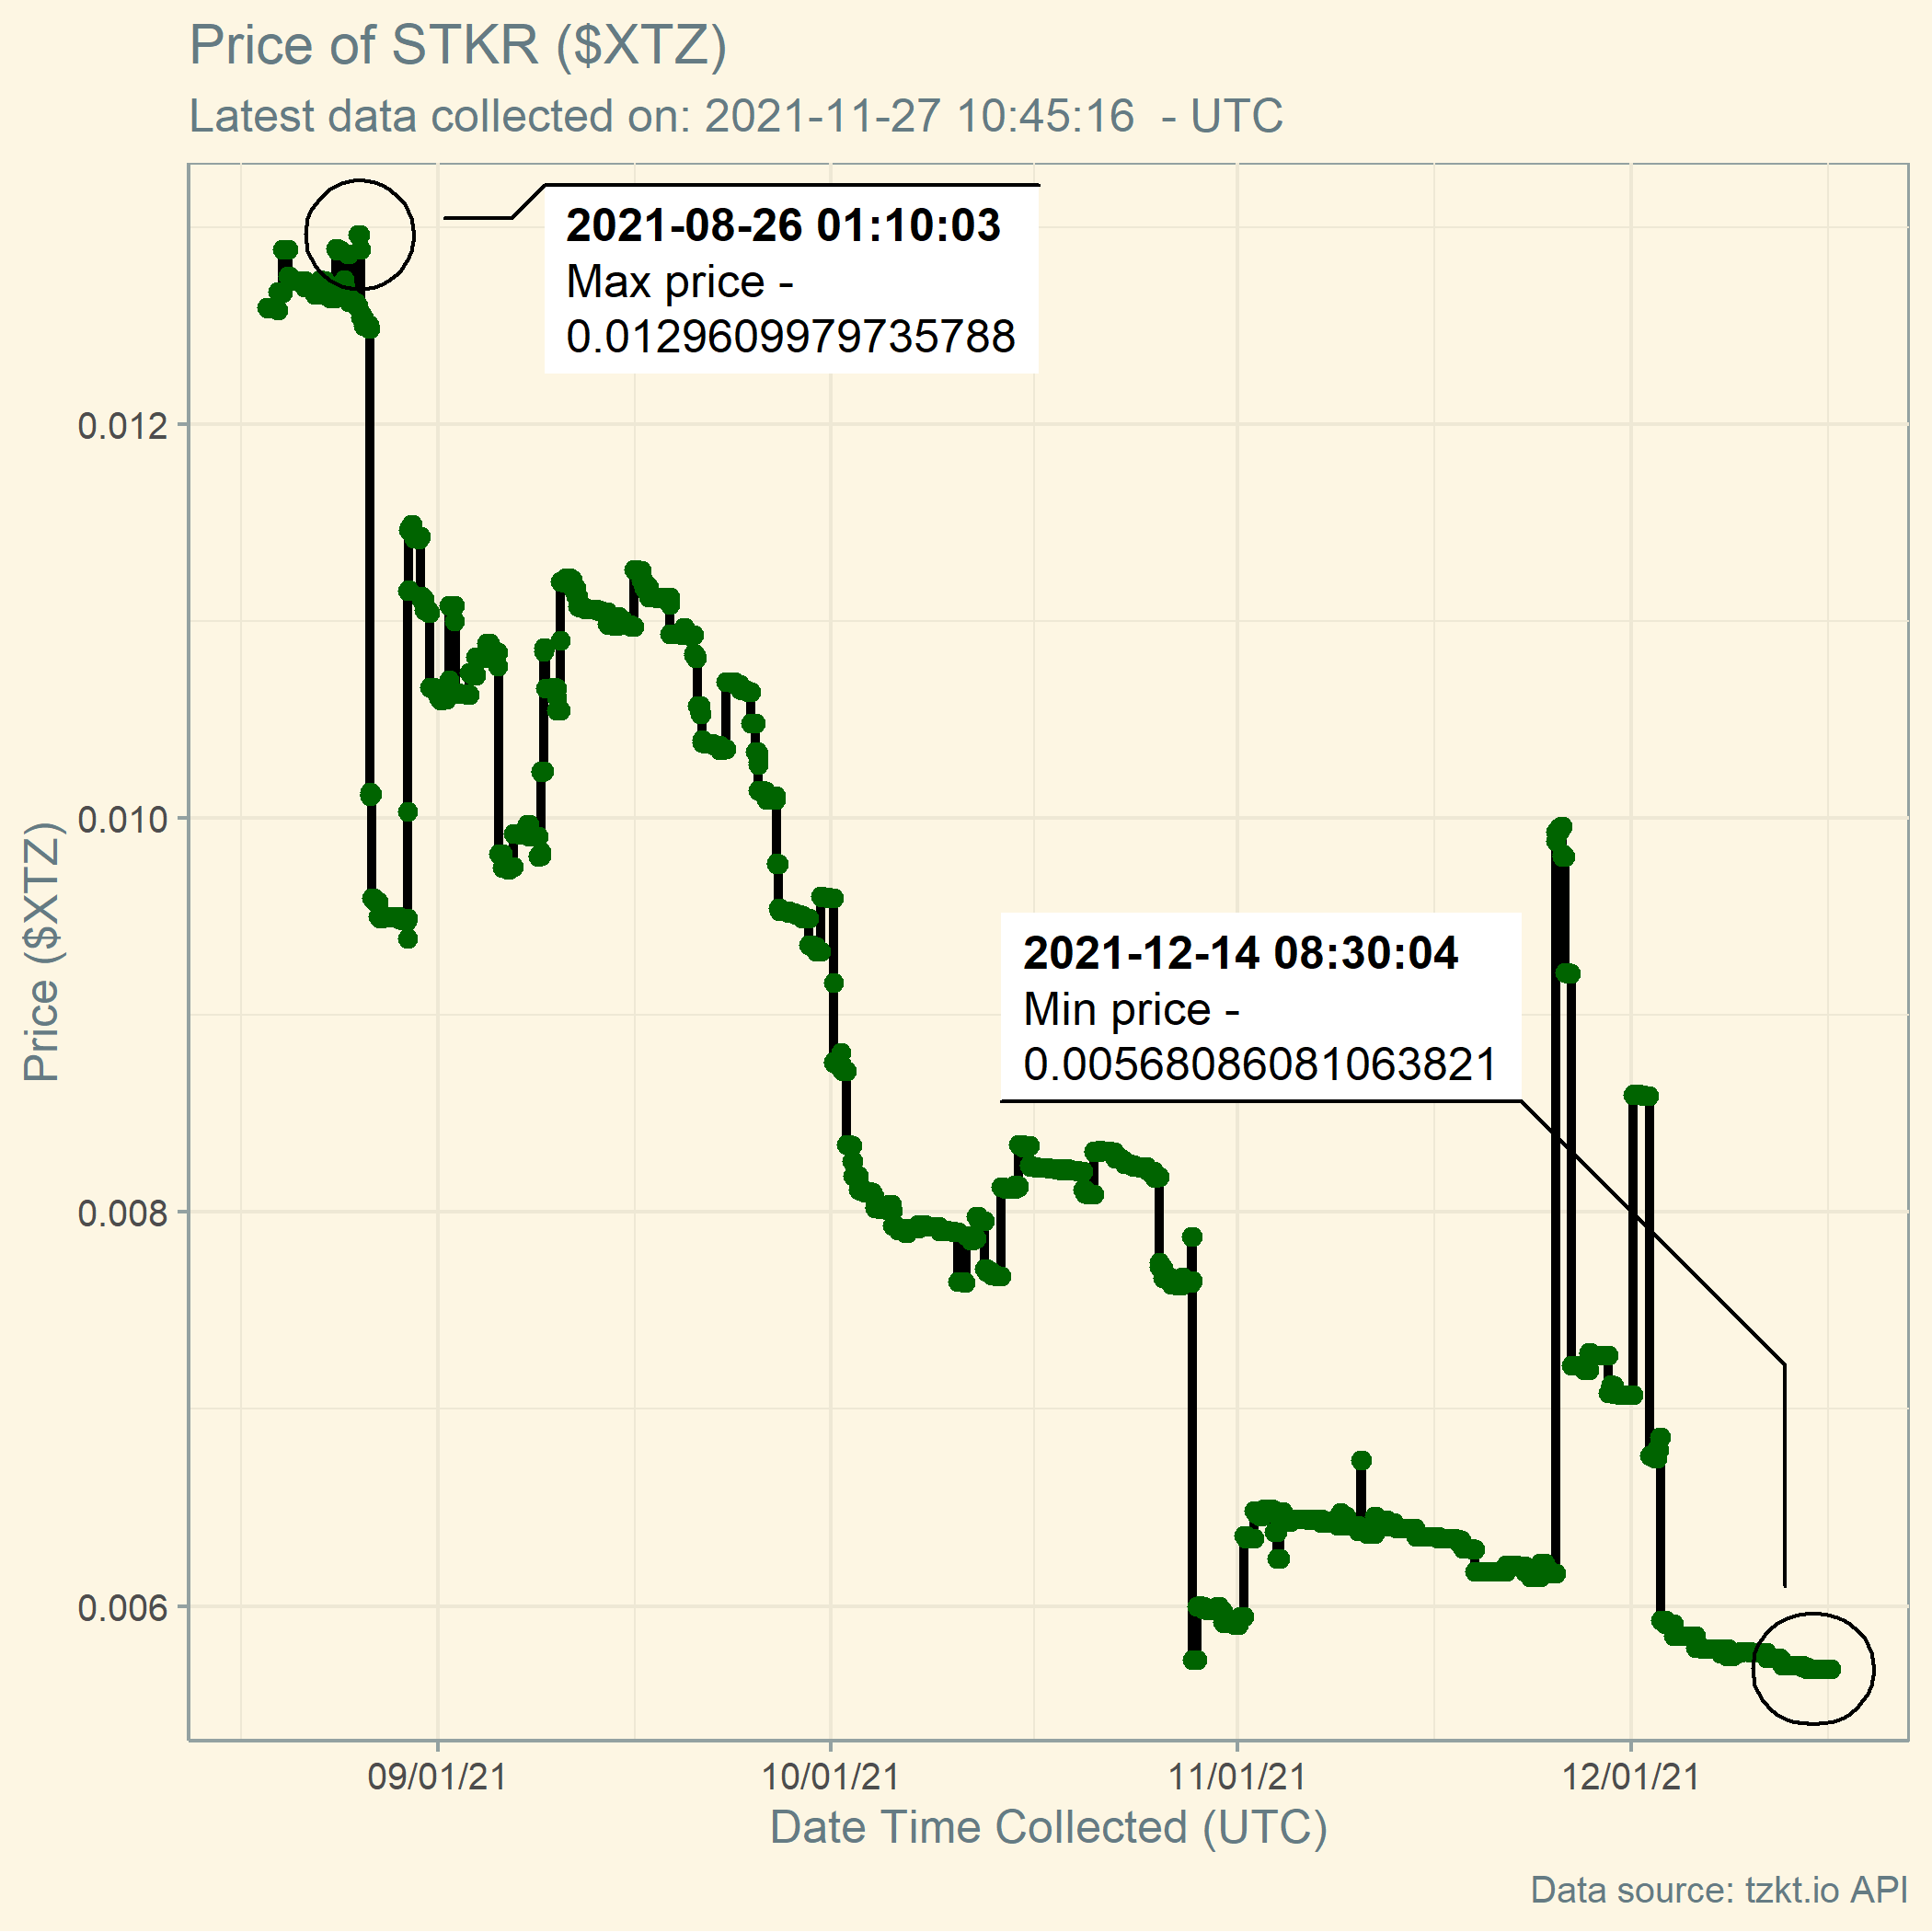 Price of STKR ($XTZ)
Latest data collected on: 2021-11-27 10:45:16  - UTC
2021-08-26 01:10:03
Max price -
0.0129609979735788
0.012
0.010
0.008
0.006
Price ($XTZ)
2021-12-14 08:30:04
Min price -
0.00568086081063821
09/01/21
10/01/21
11/01/21
12/01/21
Date Time Collected (UTC)
Data source: tzkt.io API